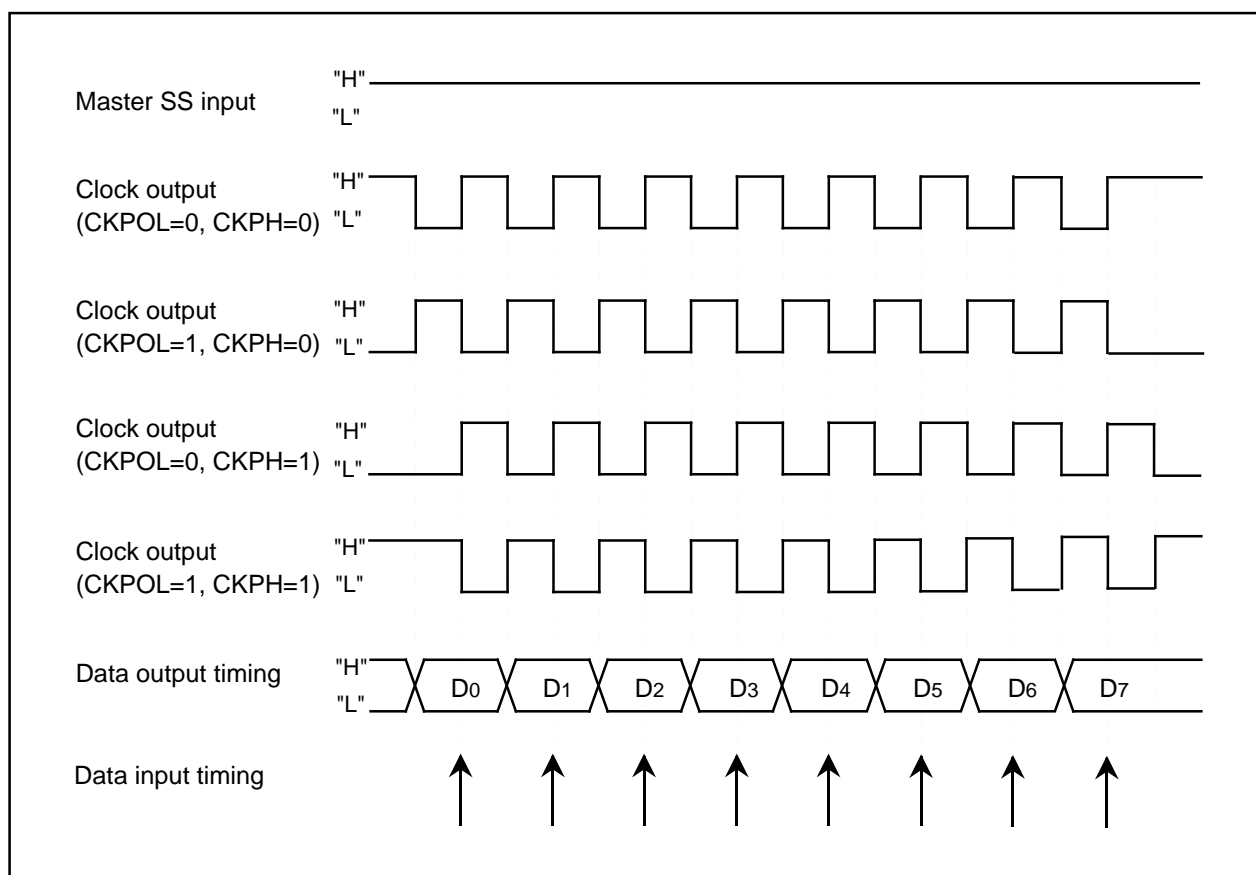 Master SS input
"H"
"L"
Clock output
(CKPOL=0, CKPH=0)
"H"
"L"
Clock output
(CKPOL=1, CKPH=0)
"H"
"L"
Clock output
(CKPOL=0, CKPH=1)
"H"
"L"
Clock output
(CKPOL=1, CKPH=1)
"H"
"L"
Data output timing
"H"
"L"
D0 D1 D2 D3 D4 D5 D6 D7
Data input timing